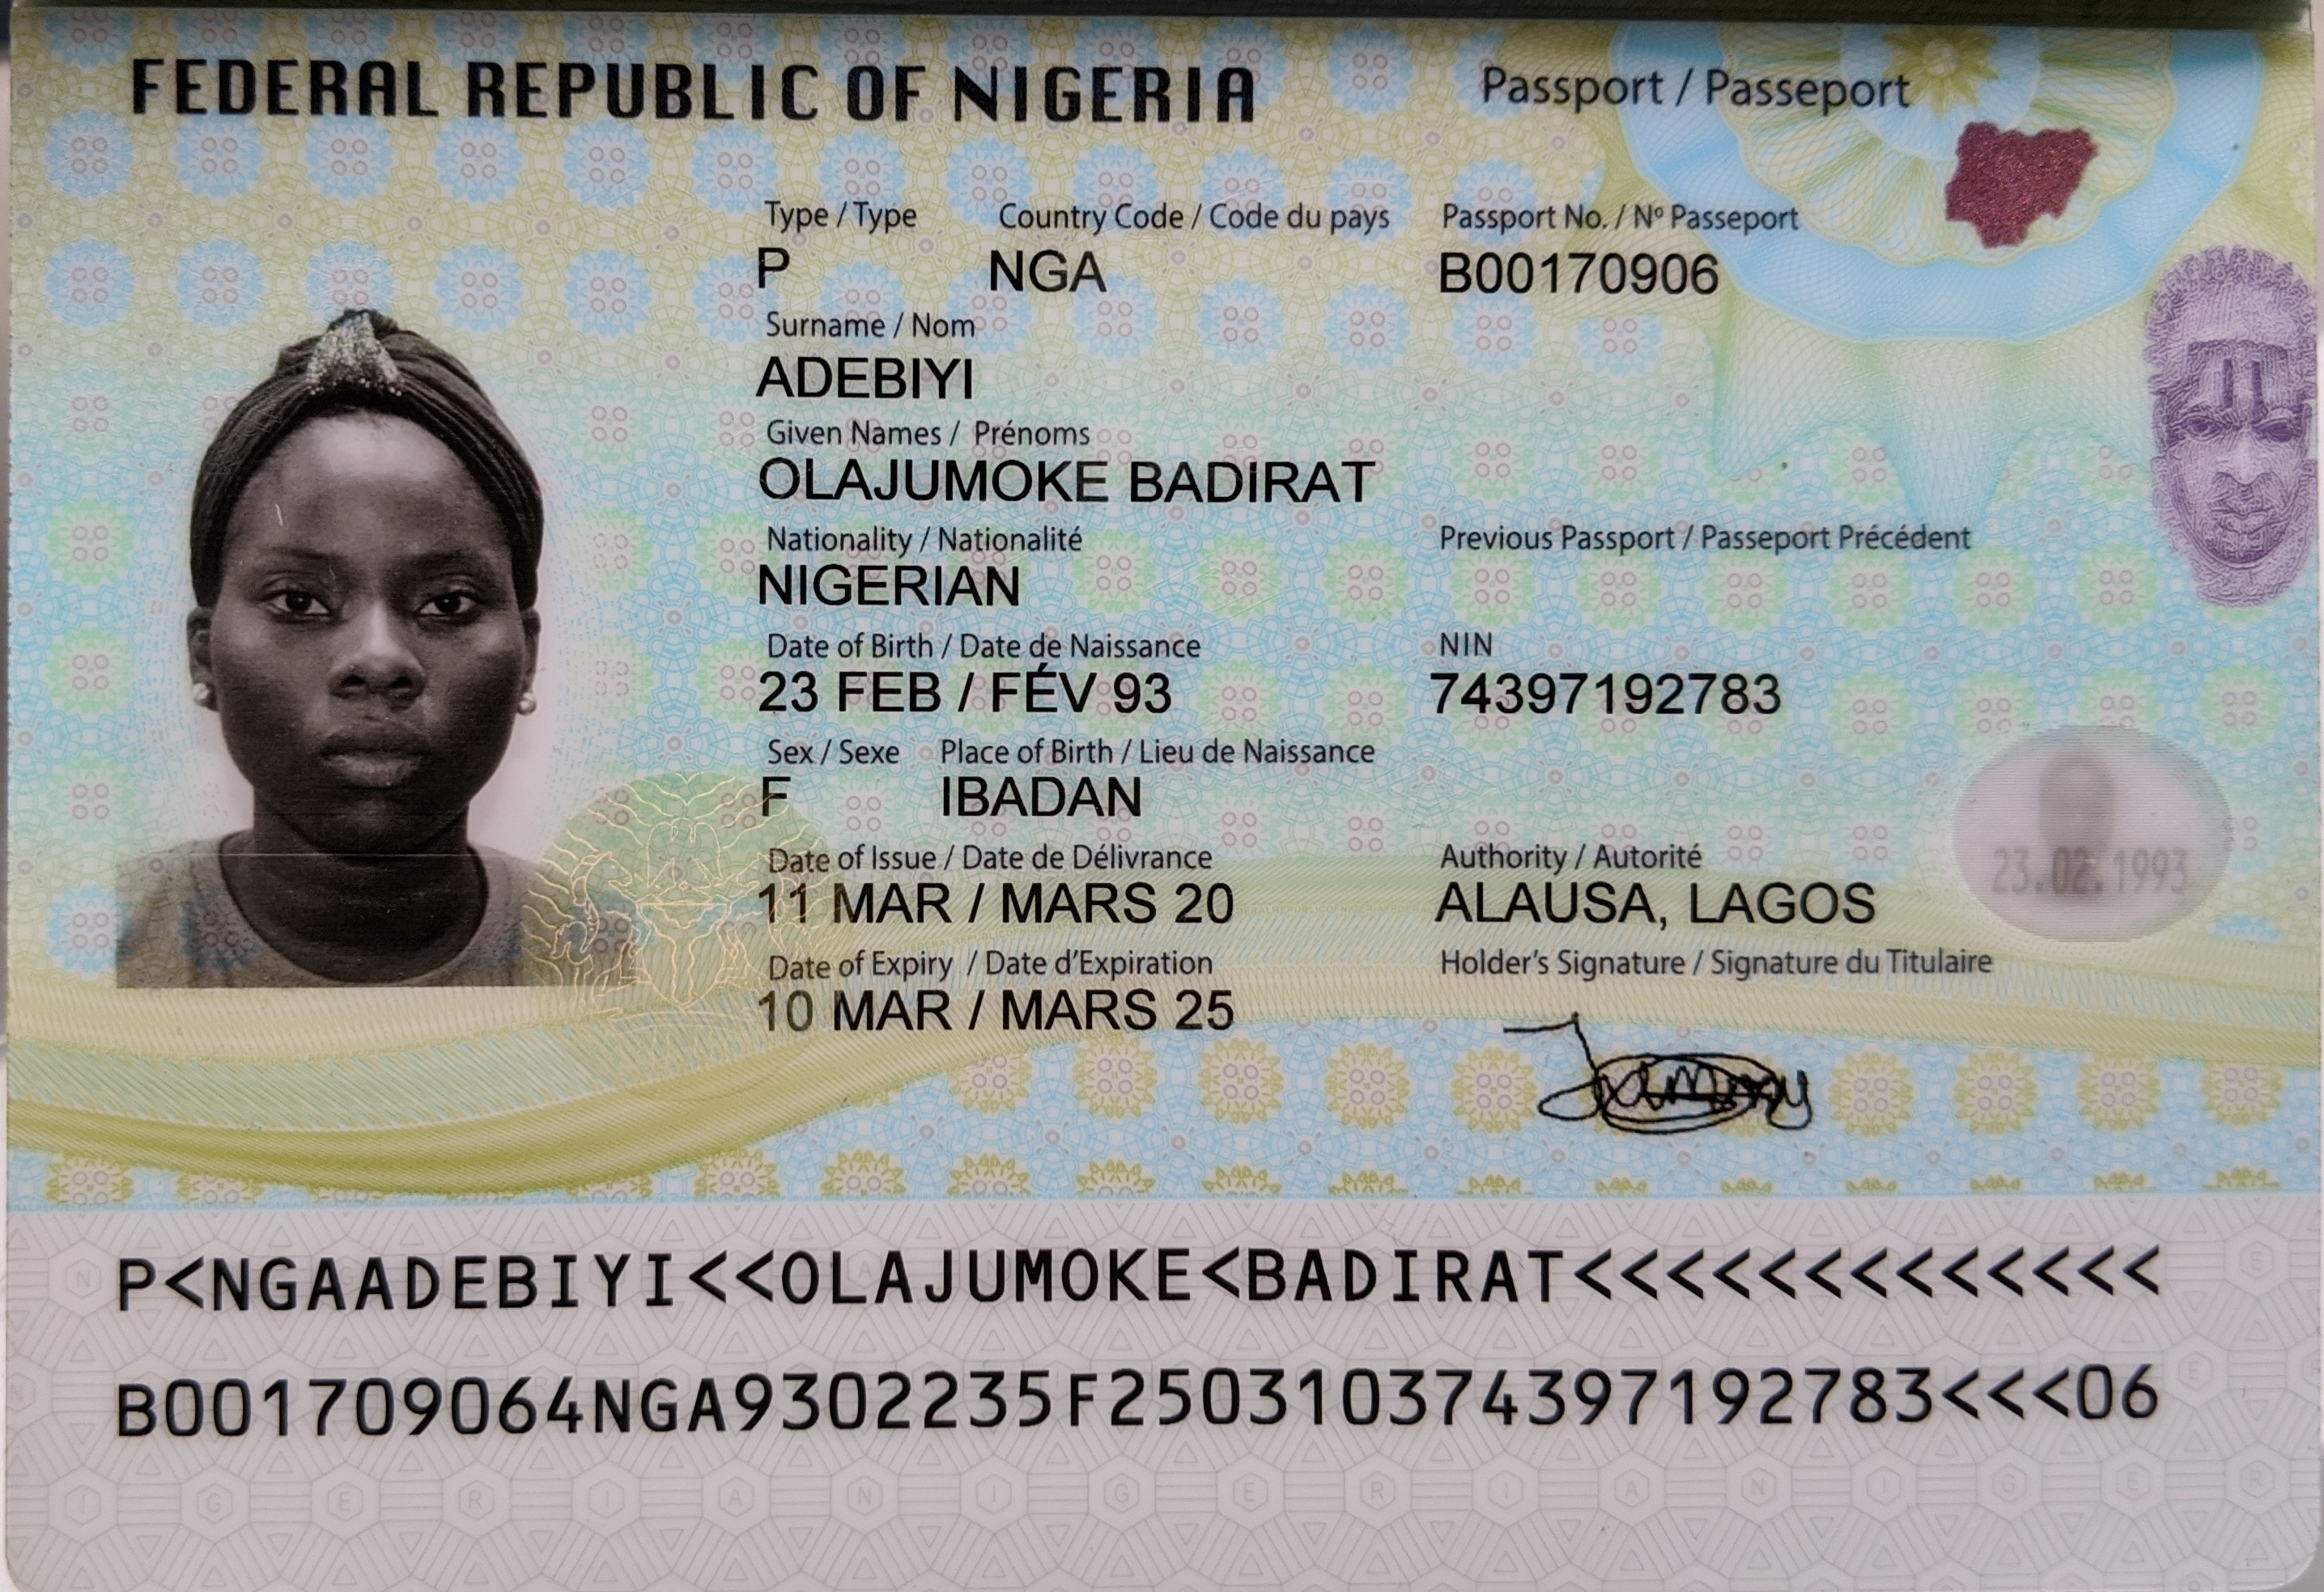 FEDERAL REPUBLIC OF NIGERIA
Passport / Passeport
Type / Type Country Code / Code du pays Passport No. / Nº Passeport
P NGA B00170906
Surname / Nom
ADEBIYI
Given Names / Prénoms
OLAJUMOKE BADIRAT
Nationality / Nationalité Previous Passport / Passeport Précédent
NIGERIAN
Date of Birth / Date de Naissance NIN
23 FEB / FÉV 93 74397192783
Sex / Sexe Place of Birth / Lieu de Naissance
F IBADAN
Date of Issue / Date de Délivrance Authority / Autorité
11 MAR / MARS 20 ALAUSA, LAGOS
23.02.1993
Date of Expiry / Date d'Expiration Holder's Signature / Signature du Titulaire
10 MAR / MARS 25
P<NGAADEBIYI<<OLAJUMOKE<BADIRAT<<<<<<<<<<<<<
B001709064NGA9302235F25031037439719 2783<<<06